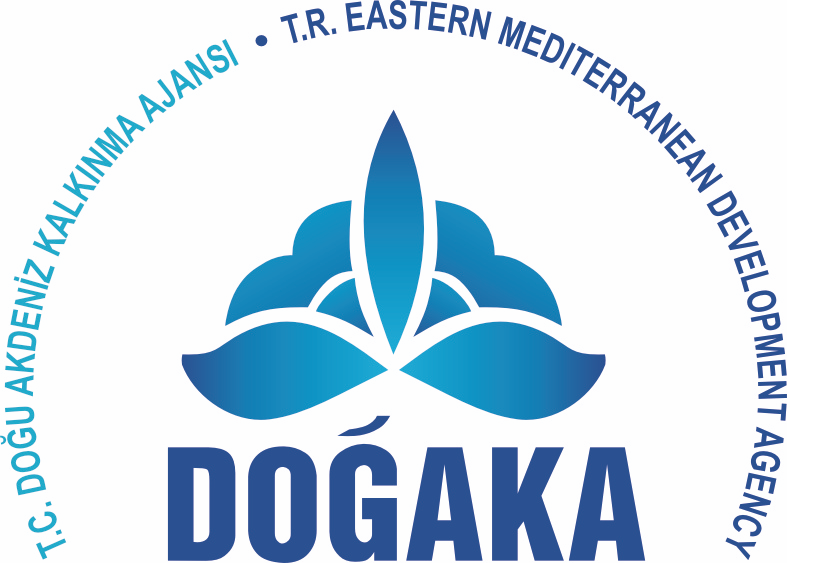 T.C. DOĞU AKDENİZ KALKINMA AJANSI • T.R. EASTERN MEDITERRANEAN DEVELOPMENT AGENCY
DOĞAKA